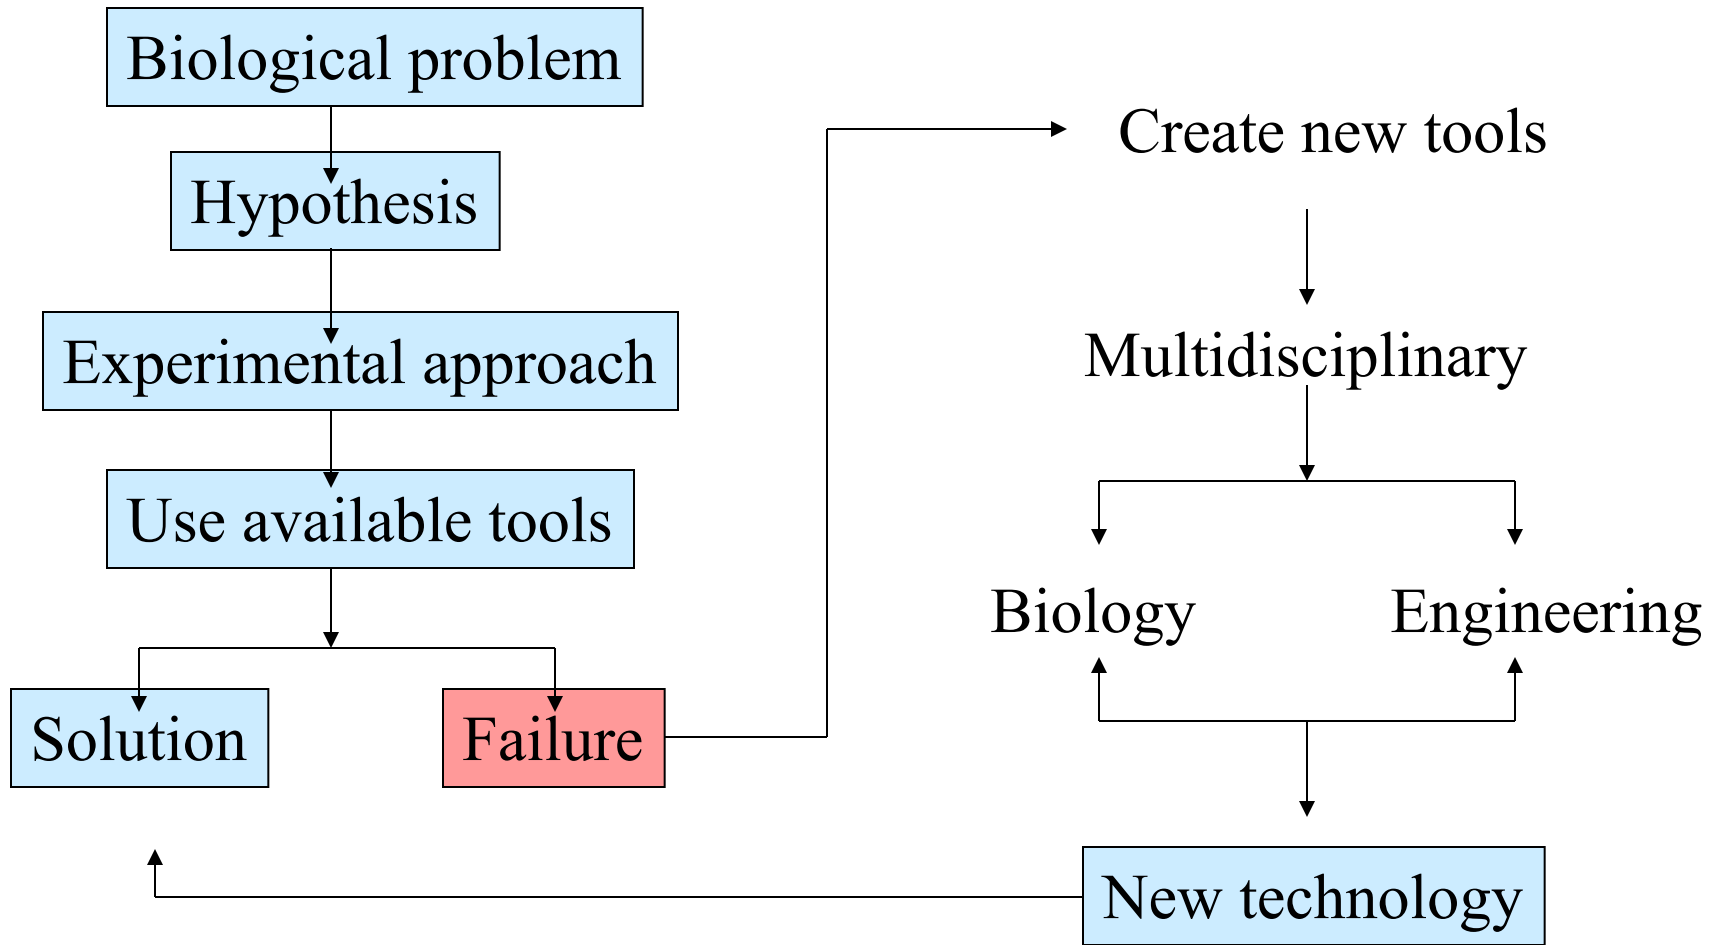 Biological problem
Hypothesis
Experimental approach
Use available tools
Solution
Failure
Create new tools
Multidisciplinary
Biology
Engineering
New technology